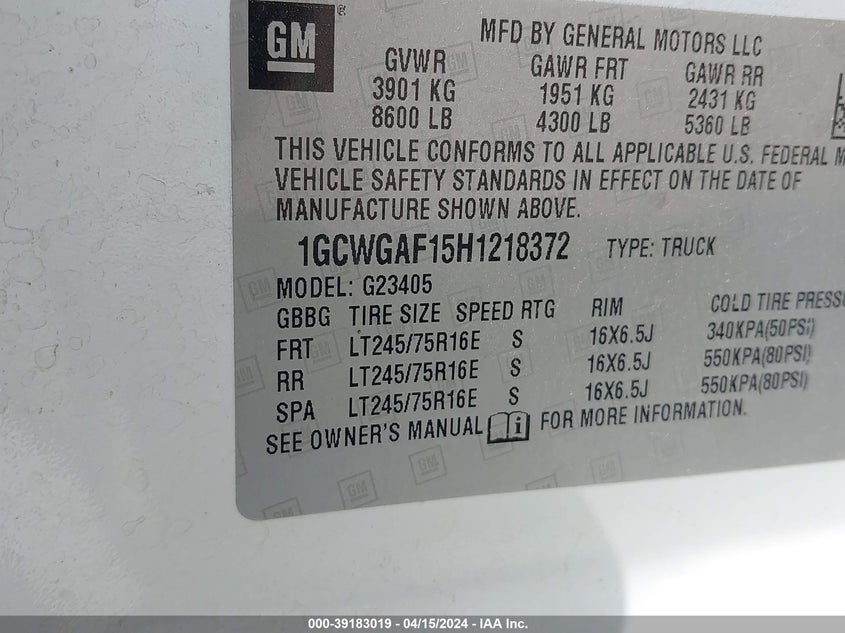 GM
MFD BY GENERAL MOTORS LLC
GVWR GAWR FRT GAWR RR
3901 KG 1951 KG 2431 KG
8600 LB 4300 LB 5360 LB
THIS VEHICLE CONFORMS TO ALL APPLICABLE U.S. FEDERAL M
VEHICLE SAFETY STANDARDS IN EFFECT ON THE DATE OF
MANUFACTURE SHOWN ABOVE.
1GCWGAF15H1218372 TYPE: TRUCK
MODEL: G23405
GBBG TIRE SIZE SPEED RTG RIM COLD TIRE PRESSU
FRT LT245/75R16E S 16X6.5J 340KPA(50PSI)
RR LT245/75R16E S 16X6.5J 550KPA(80PSI)
SPA LT245/75R16E S 16X6.5J 550KPA(80PSI)
SEE OWNER'S MANUAL i FOR MORE INFORMATION.
000-39183019 - 04/15/2024 - IAA Inc.